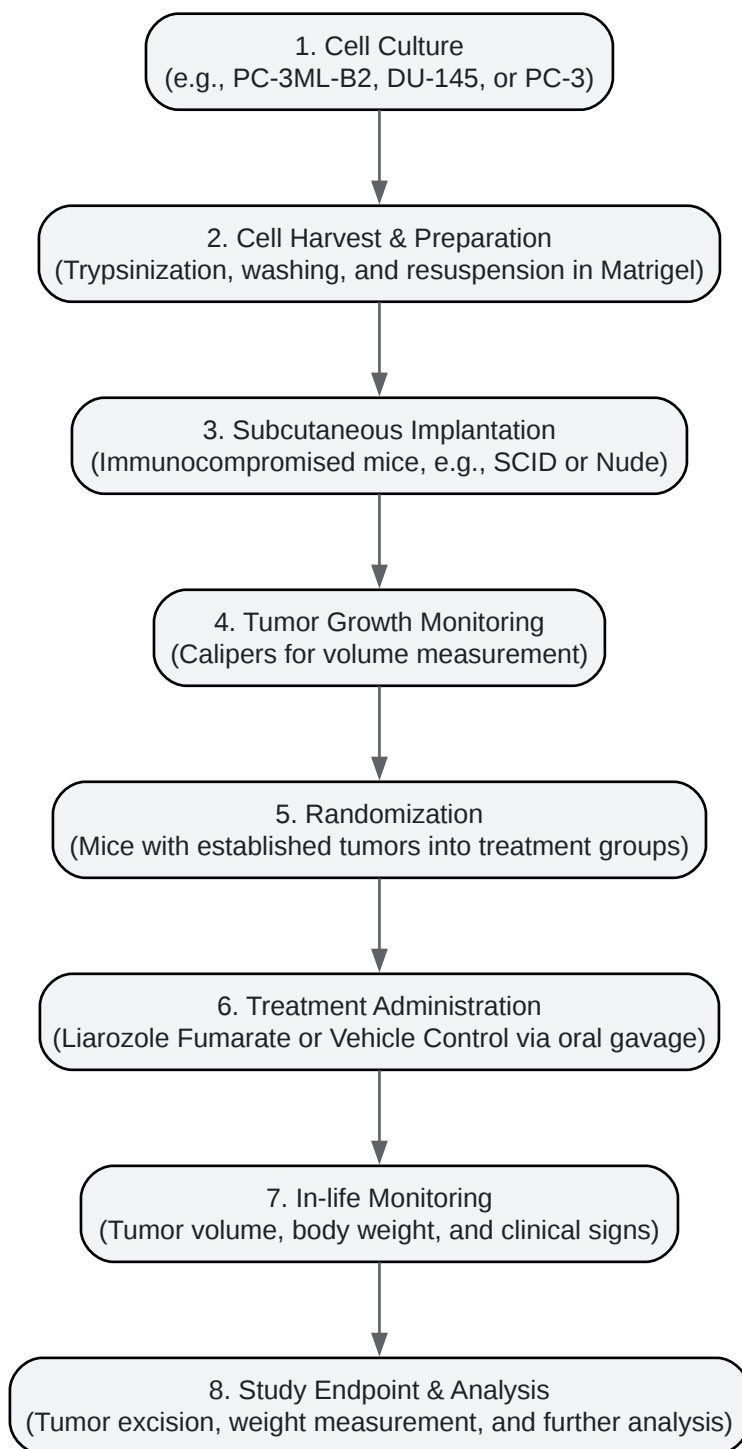 1. Cell Culture
(e.g., PC-3ML-B2, DU-145, or PC-3)
2. Cell Harvest & Preparation
(Trypsinization, washing, and resuspension in Matrigel)
3. Subcutaneous Implantation
(Immunocompromised mice, e.g., SCID or Nude)
4. Tumor Growth Monitoring
(Calipers for volume measurement)
5. Randomization
(Mice with established tumors into treatment groups)
6. Treatment Administration
(Liarozole Fumarate or Vehicle Control via oral gavage)
7. In-life Monitoring
(Tumor volume, body weight, and clinical signs)
8. Study Endpoint & Analysis
(Tumor excision, weight measurement, and further analysis)